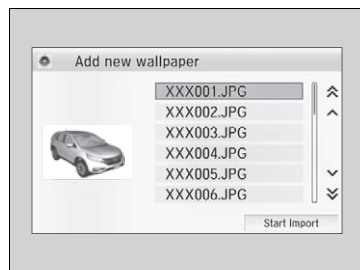 Add new wallpaper
XXX001.JPG
XXX002.JPG
XXX003.JPG
XXX004.JPG
XXX005.JPG
XXX006.JPG
Start Import